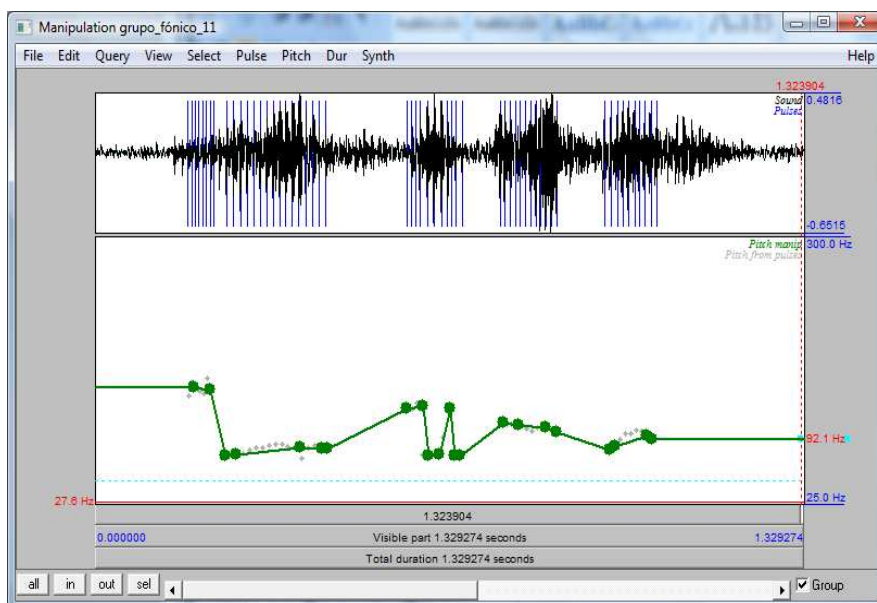 Manipulation grupo_fónico_11
File Edit Query View Select Pulse Pitch Dur Synth Help
1.323904
Sound 0.4816
Pulses
-0.6516
Pitch manip 300.0 Hz
Pitch from pulses
92.1 Hz
27.6 Hz
25.0 Hz
1.323904
0.000000 Visible part 1.329274 seconds 1.329274
Total duration 1.329274 seconds
all in out sel Group